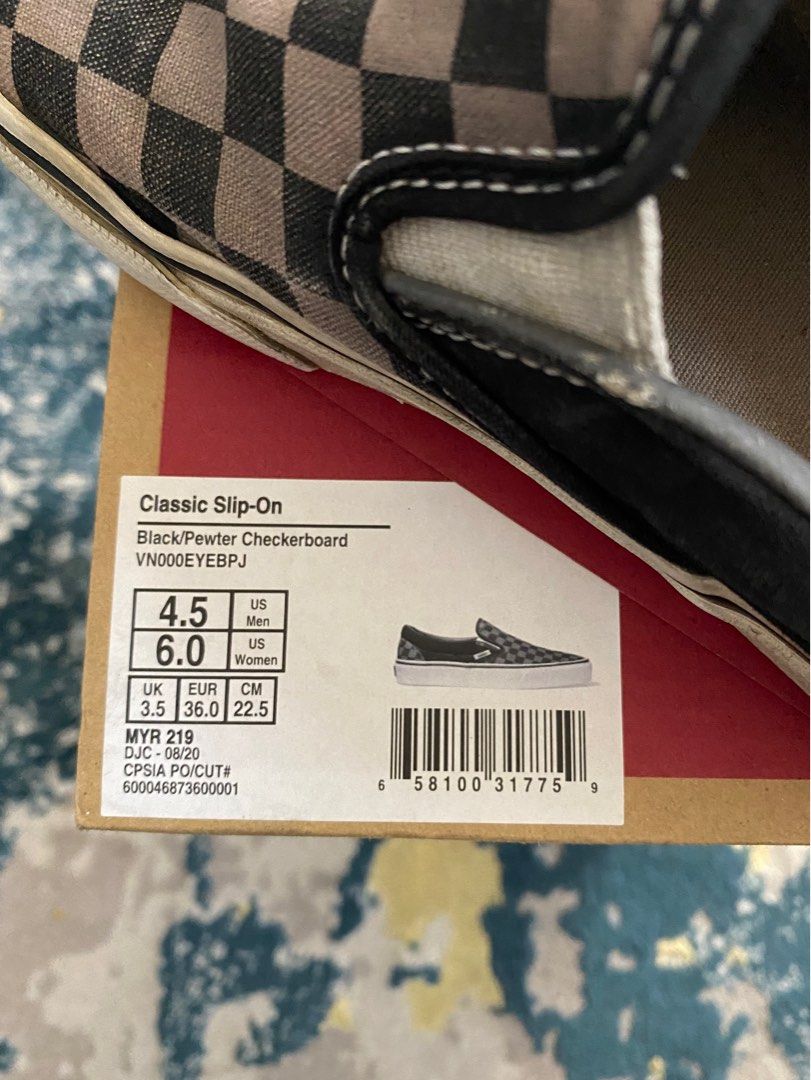 Classic Slip-On
Black/Pewter Checkerboard
VN000EYEBPJ
4.5 US Men
6.0 US Women
UK EUR CM
3.5 36.0 22.5
MYR 219
DJC - 08/20
CPSIA PO/CUT#
600046873600001
6 58100 31775 9